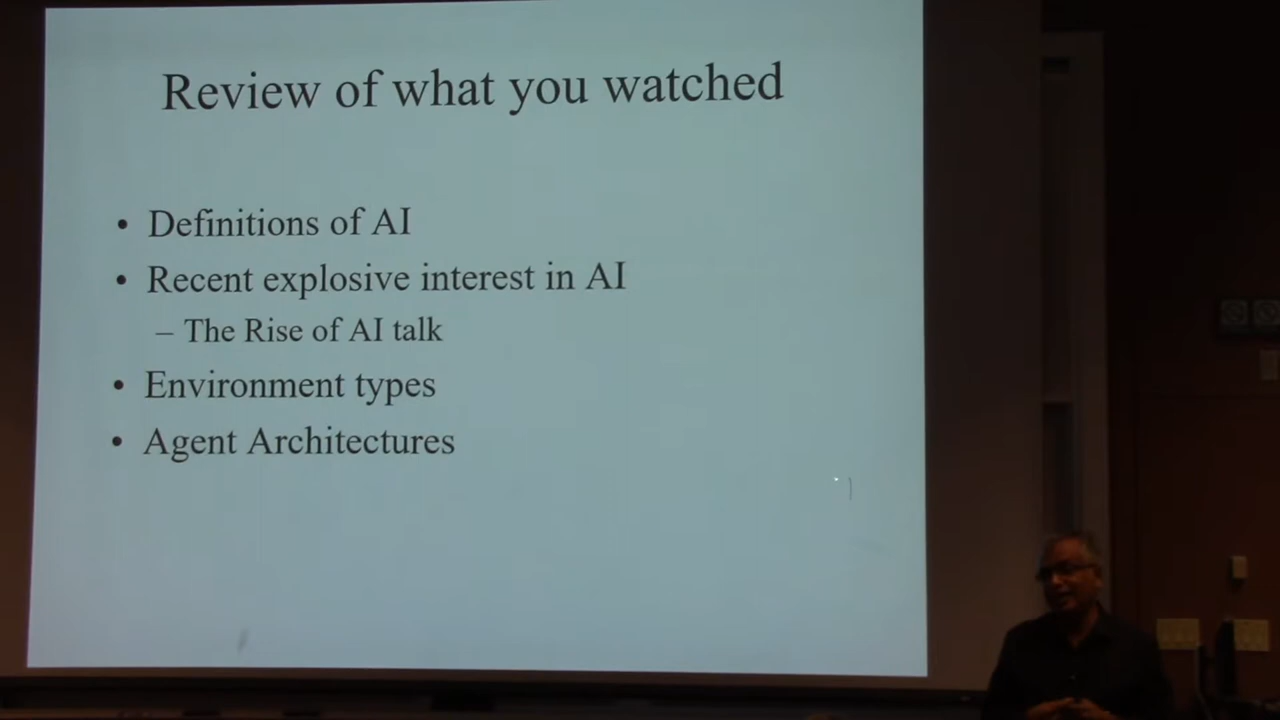 Review of what you watched
• Definitions of AI
• Recent explosive interest in AI
– The Rise of AI talk
• Environment types
• Agent Architectures